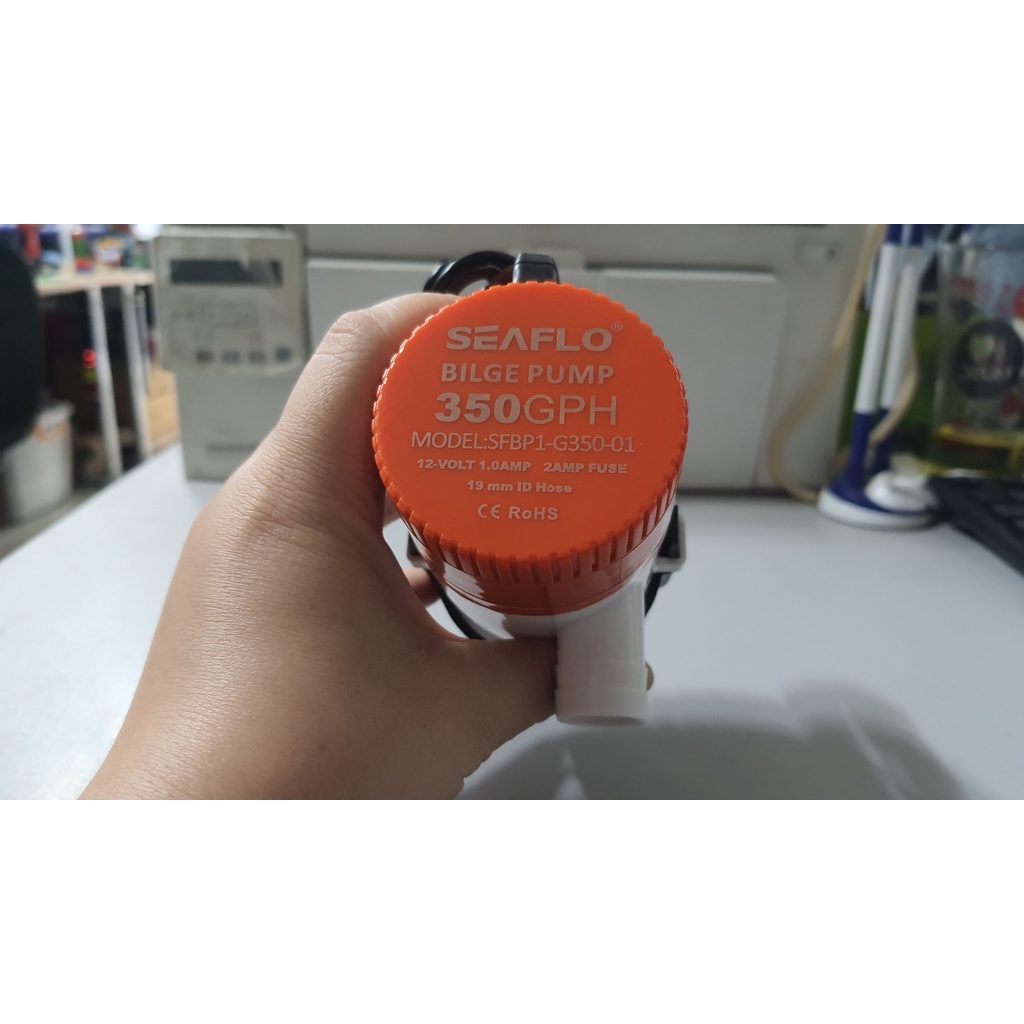 SEAFLO®
BILGE PUMP
350GPH
MODEL:SFBP1-G350-01
12-VOLT 1.0AMP 2AMP FUSE
19 mm ID Hose
CE RoHS